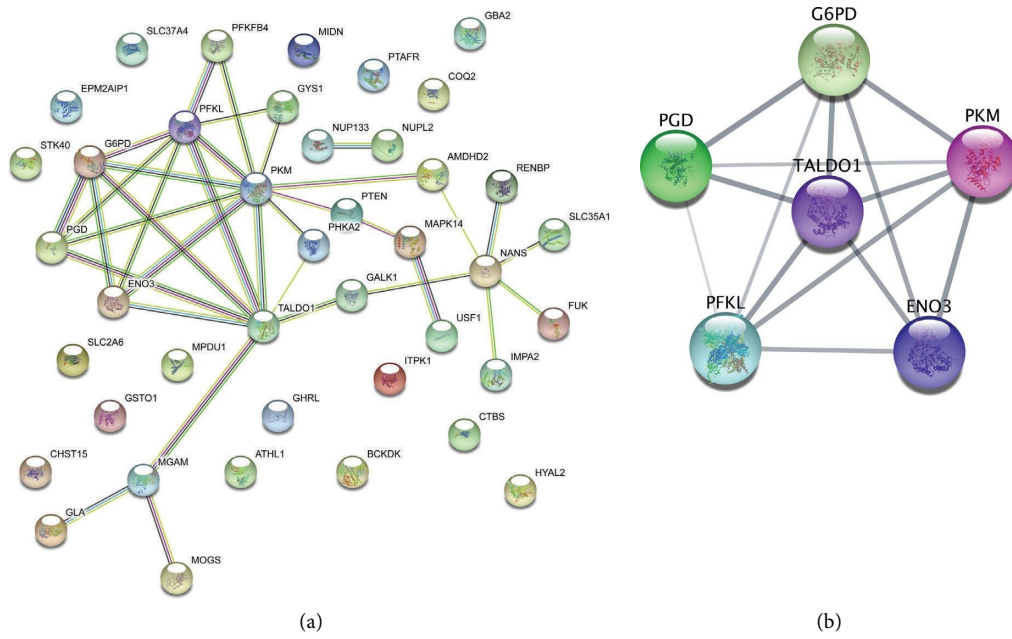 GBA2
SLC37A4
PFKFB4
MIDN
PTAFR
COQ2
EPM2AIP1
PFKL
GYS1
STK40
G6PD
NUP133
NUPL2
AMDHD2
PKM
RENBP
PTEN
PGD
PHKA2
MAPK14
SLC35A1
NANS
ENO3
GALK1
TALDO1
USF1
FUK
SLC2A6
MPDU1
ITPK1
IMPA2
GSTO1
GHRL
CTBS
CHST15
MGAM
ATHL1
BCKDK
HYAL2
GLA
MOGS
(a)
G6PD
PGD
PKM
TALDO1
PFKL
ENO3
(b)